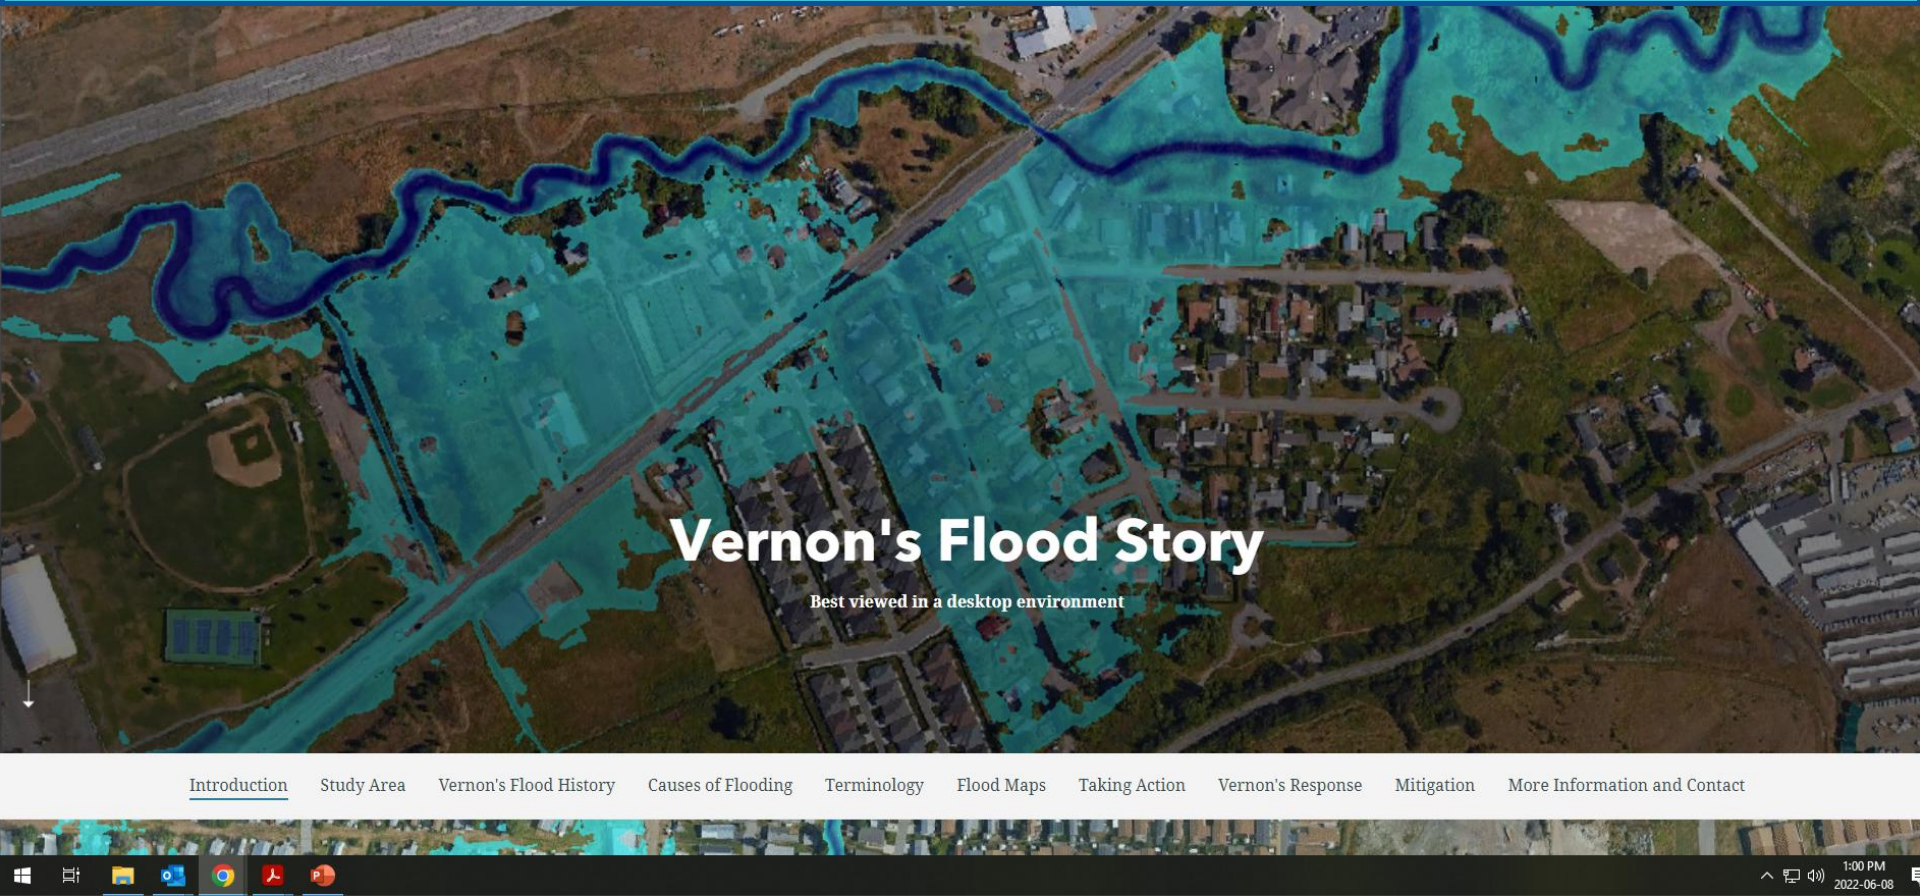 Vernon's Flood Story
Best viewed in a desktop environment
Introduction Study Area Vernon's Flood History Causes of Flooding Terminology Flood Maps Taking Action Vernon's Response Mitigation More Information and Contact
1:00 PM
2022-06-08